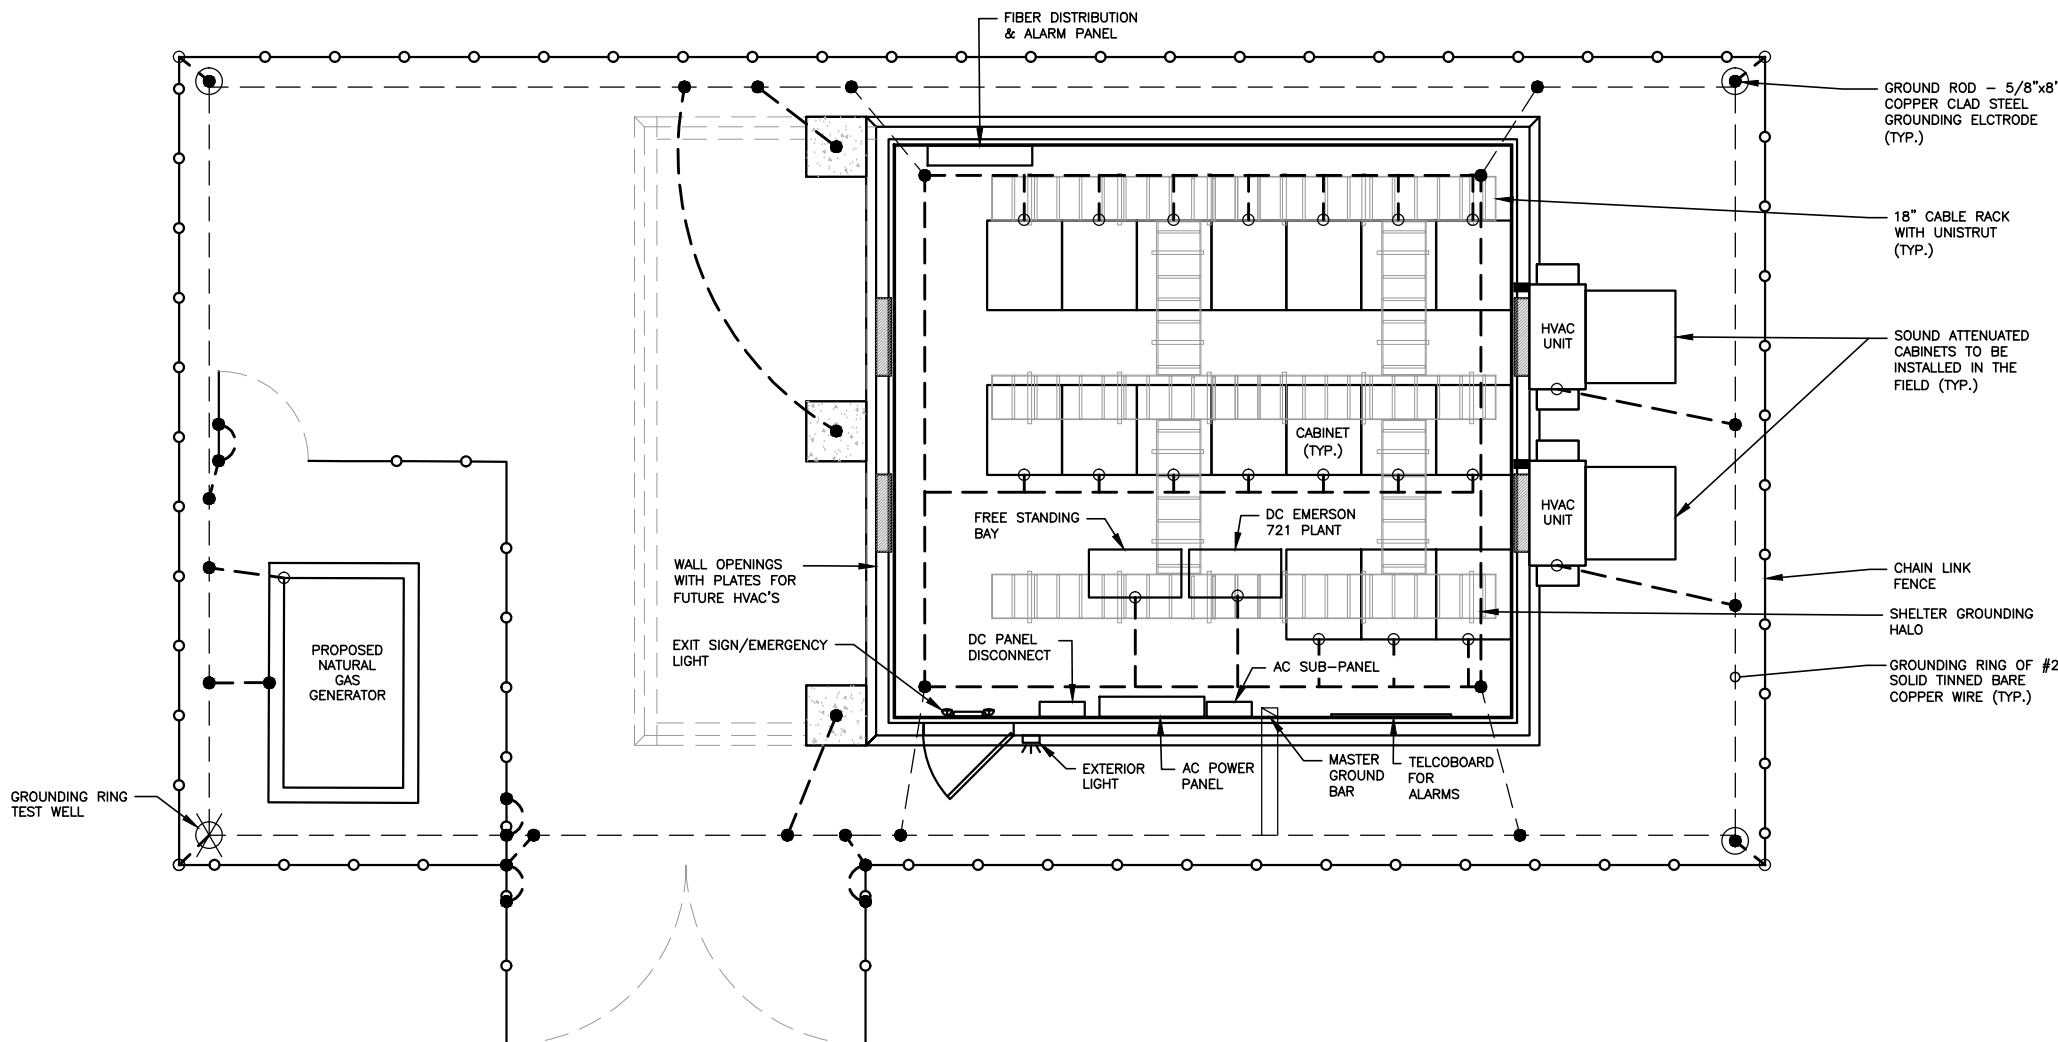 FIBER DISTRIBUTION
& ALARM PANEL
GROUND ROD - 5/8"x8'
COPPER CLAD STEEL
GROUNDING ELCTRODE
(TYP.)
18" CABLE RACK
WITH UNISTRUT
(TYP.)
HVAC
UNIT
SOUND ATTENUATED
CABINETS TO BE
INSTALLED IN THE
FIELD (TYP.)
CABINET
(TYP.)
HVAC
UNIT
FREE STANDING
BAY
DC EMERSON
721 PLANT
WALL OPENINGS
WITH PLATES FOR
FUTURE HVAC'S
CHAIN LINK
FENCE
SHELTER GROUNDING
HALO
EXIT SIGN/EMERGENCY
LIGHT
DC PANEL
DISCONNECT
AC SUB-PANEL
PROPOSED
NATURAL
GAS
GENERATOR
GROUNDING RING OF #2
SOLID TINNED BARE
COPPER WIRE (TYP.)
GROUNDING RING
TEST WELL
EXTERIOR
LIGHT
AC POWER
PANEL
MASTER
GROUND
BAR
TELCOBOARD
FOR
ALARMS